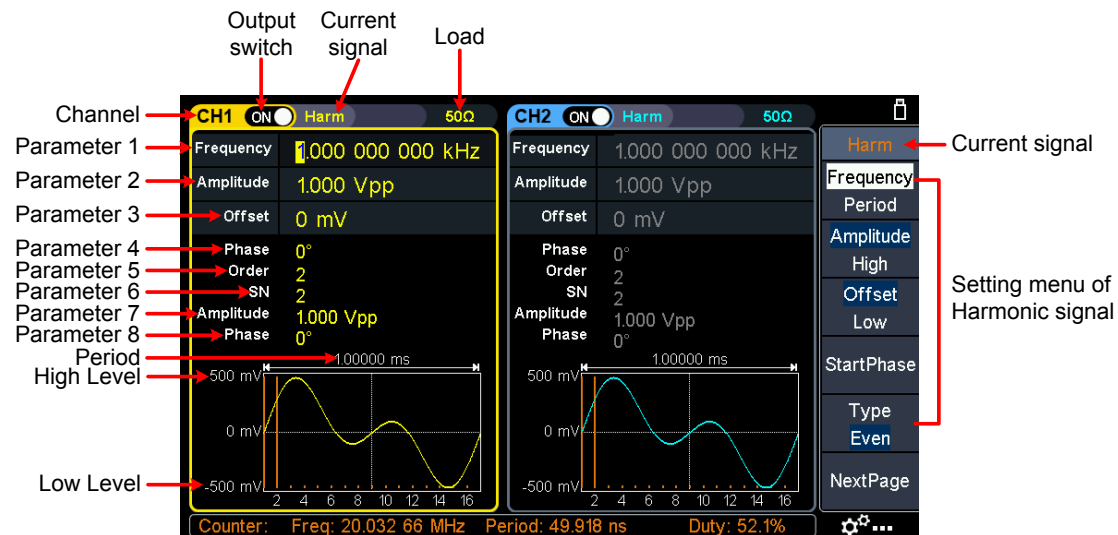 Output switch
Current signal
Load
Channel
CH1 ON Harm 50Ω
CH2 ON Harm 50Ω
Parameter 1
Frequency 1.000 000 000 kHz
Frequency 1.000 000 000 kHz
Harm
Current signal
Parameter 2
Amplitude 1.000 Vpp
Amplitude 1.000 Vpp
Frequency
Period
Parameter 3
Offset 0 mV
Offset 0 mV
Amplitude
High
Parameter 4
Phase 0°
Phase 0°
Parameter 5
Order 2
Order 2
Parameter 6
SN 2
SN 2
Offset
Low
Setting menu of
Harmonic signal
Parameter 7
Amplitude 1.000 Vpp
Amplitude 1.000 Vpp
Parameter 8
Phase 0°
Phase 0°
Period
1.00000 ms
1.00000 ms
StartPhase
High Level
500 mV
500 mV
Type
Even
0 mV
0 mV
NextPage
Low Level
-500 mV
-500 mV
2 4 6 8 10 12 14 16
2 4 6 8 10 12 14 16
Counter: Freq: 20.032 66 MHz Period: 49.918 ns Duty: 52.1%